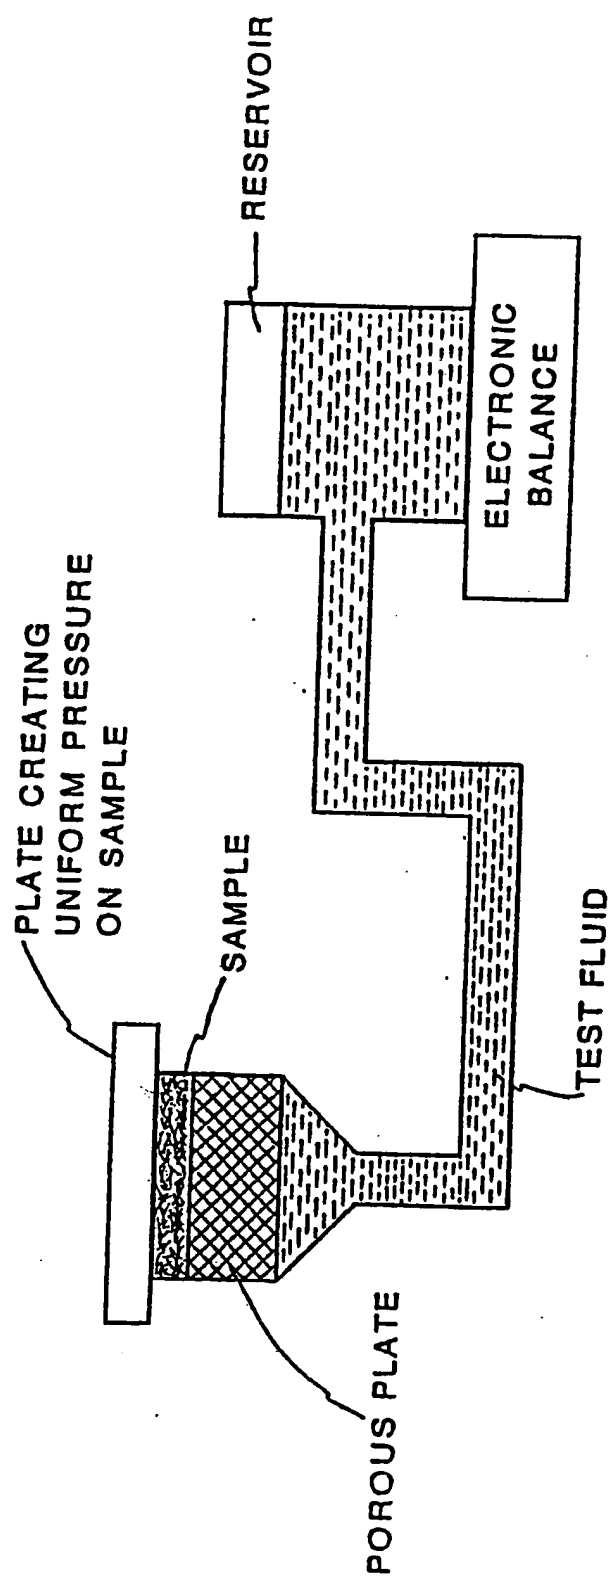 PLATE CREATING
UNIFORM PRESSURE
ON SAMPLE
SAMPLE
RESERVOIR
ELECTRONIC
BALANCE
POROUS PLATE
TEST FLUID